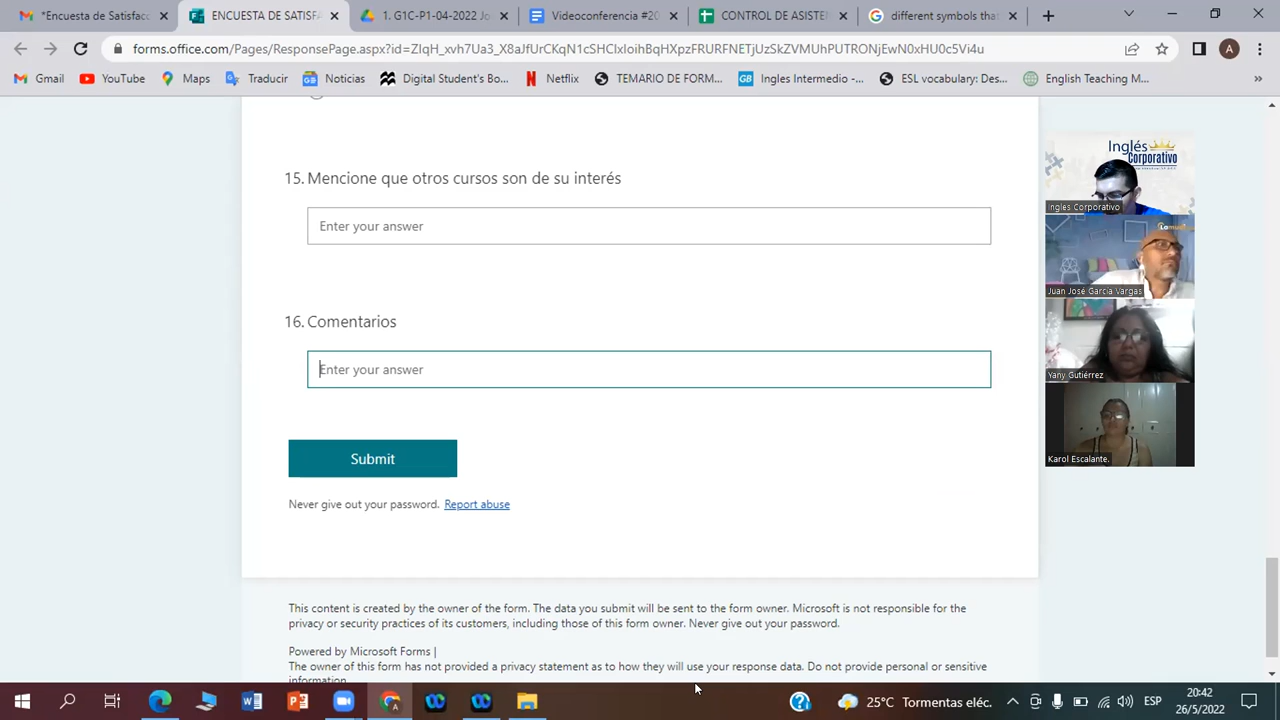 *Encuesta de Satisfacc
ENCUESTA DE SATISFA
1. G1C-P1-04-2022 Jo
Videoconferencia #20
CONTROL DE ASISTEN
different symbols that
forms.office.com/Pages/ResponsePage.aspx?id=ZIqH_xvh7Ua3_X8aJfUrCKqN1cSHClxIoihBqHXpzFRURFNETjUzSkZVMUhPUTRONjEwN0xHU0c5Vi4u
A
Gmail
YouTube
Maps
Traducir
Noticias
Digital Student's Bo...
Netflix
TEMARIO DE FORM...
Ingles Intermedio -...
ESL vocabulary: Des...
English Teaching M...
»
15. Mencione que otros cursos son de su interés
Enter your answer
16. Comentarios
Enter your answer
Submit
Never give out your password. Report abuse
This content is created by the owner of the form. The data you submit will be sent to the form owner. Microsoft is not responsible for the
privacy or security practices of its customers, including those of this form owner. Never give out your password.
Powered by Microsoft Forms |
The owner of this form has not provided a privacy statement as to how they will use your response data. Do not provide personal or sensitive
information.
Inglés
Corporativo
Ingles Corporativo
Juan José García Vargas
Yany Gutiérrez
Karol Escalante.
25°C Tormentas eléc.
ESP
20:42
26/5/2022